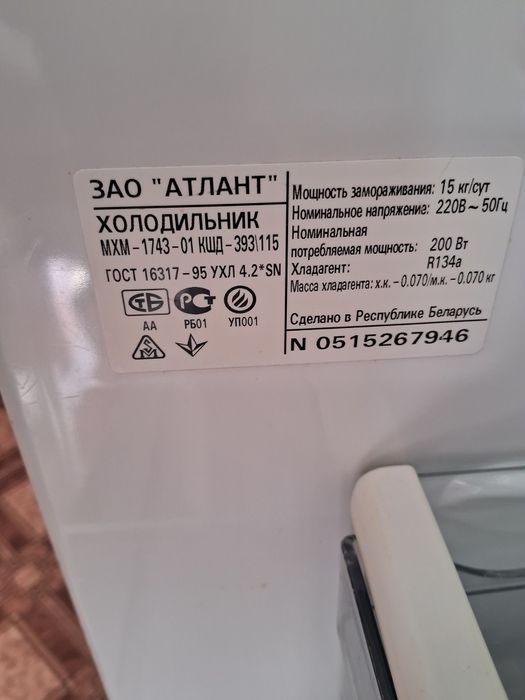 ЗАО "АТЛАНТ"
ХОЛОДИЛЬНИК
МХМ-1743-01 КШД-393\115
ГОСТ 16317-95 УХЛ 4.2*SN
АА РБ01 УП001
Мощность замораживания: 15 кг/сут
Номинальное напряжение: 220В ~ 50Гц
Номинальная
потребляемая мощность: 200 Вт
Хладагент: R134a
Масса хладагента: х.к.-0.070/м.к.-0.070 кг
Сделано в Республике Беларусь
N 0515267946